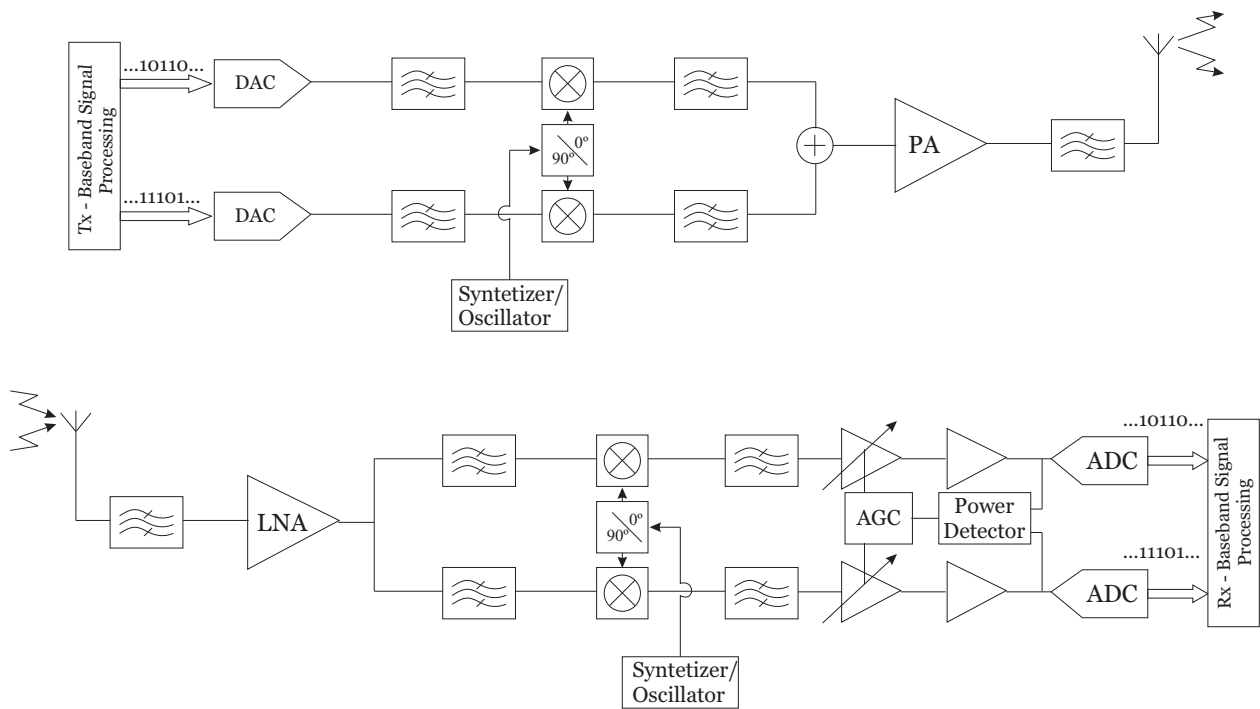 ...10110...
DAC
Tx - Baseband Signal
Processing
0º
90º
PA
...11101...
DAC
Syntetizer/
Oscillator
...10110...
ADC
LNA
0º
90º
AGC
Power
Detector
Rx - Baseband Signal
Processing
...11101...
ADC
Syntetizer/
Oscillator